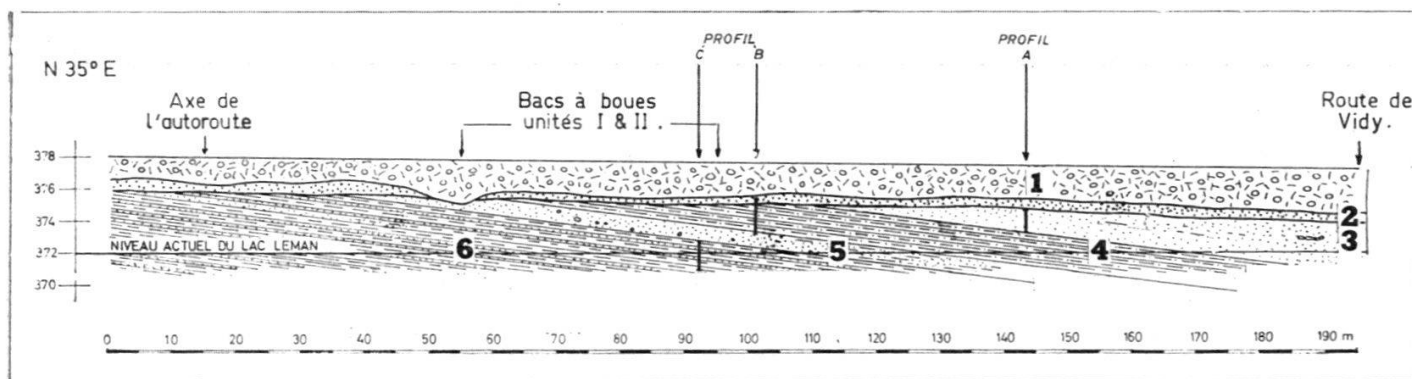 N 35° E
Axe de
l'autoroute
Bacs à boues
unités I & II .
PROFIL
C B
PROFIL
A
Route de
Vidy.
378
376
374
372
370
NIVEAU ACTUEL DU LAC LEMAN
1
2
3
4
5
6
0 10 20 30 40 50 60 70 80 90 100 110 120 130 140 150 160 170 180 190 m